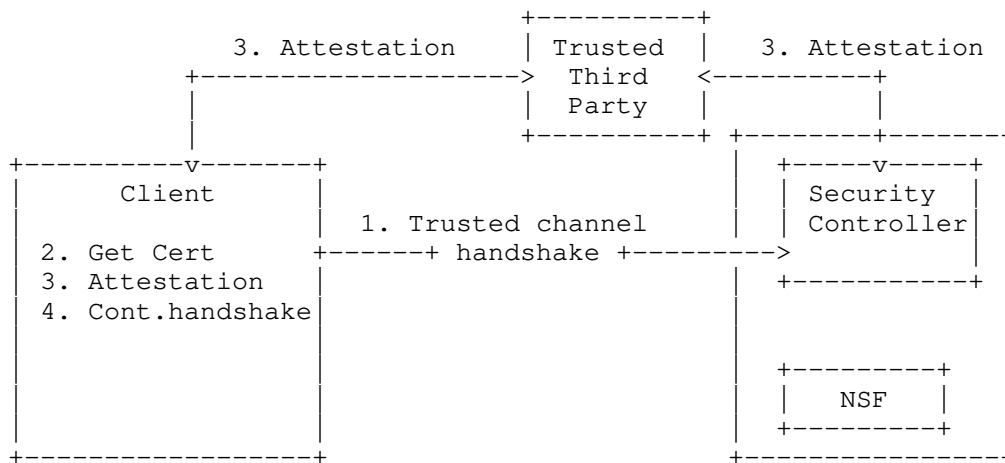 3. Attestation
Trusted
Third
Party
3. Attestation
Client
2. Get Cert
3. Attestation
4. Cont.handshake
1. Trusted channel
handshake
Security
Controller
NSF